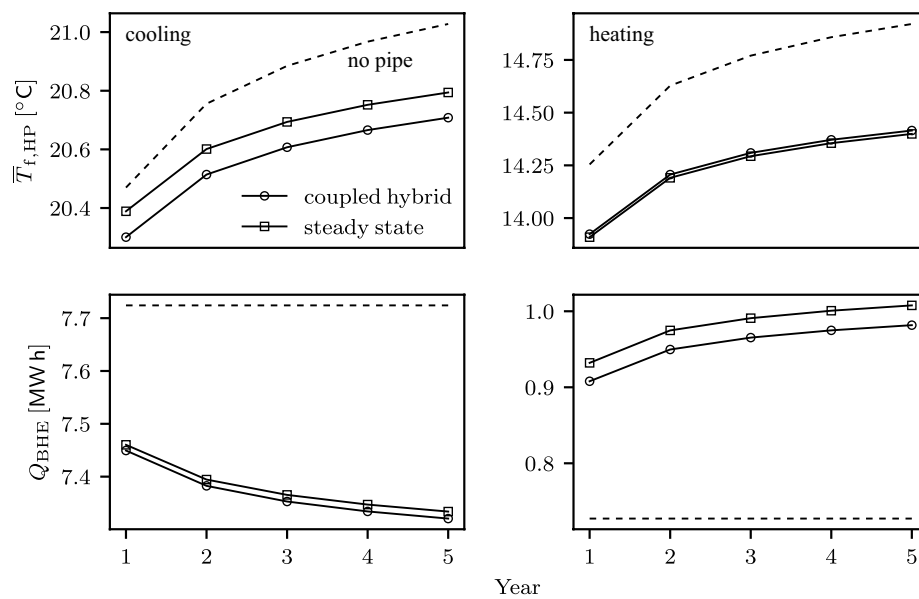 cooling
no pipe
coupled hybrid
steady state
T̅f,HP [°C]
21.0
20.8
20.6
20.4
heating
14.75
14.50
14.25
14.00
QBHE [MW h]
7.7
7.6
7.5
7.4
1 2 3 4 5
1.0
0.9
0.8
1 2 3 4 5
Year